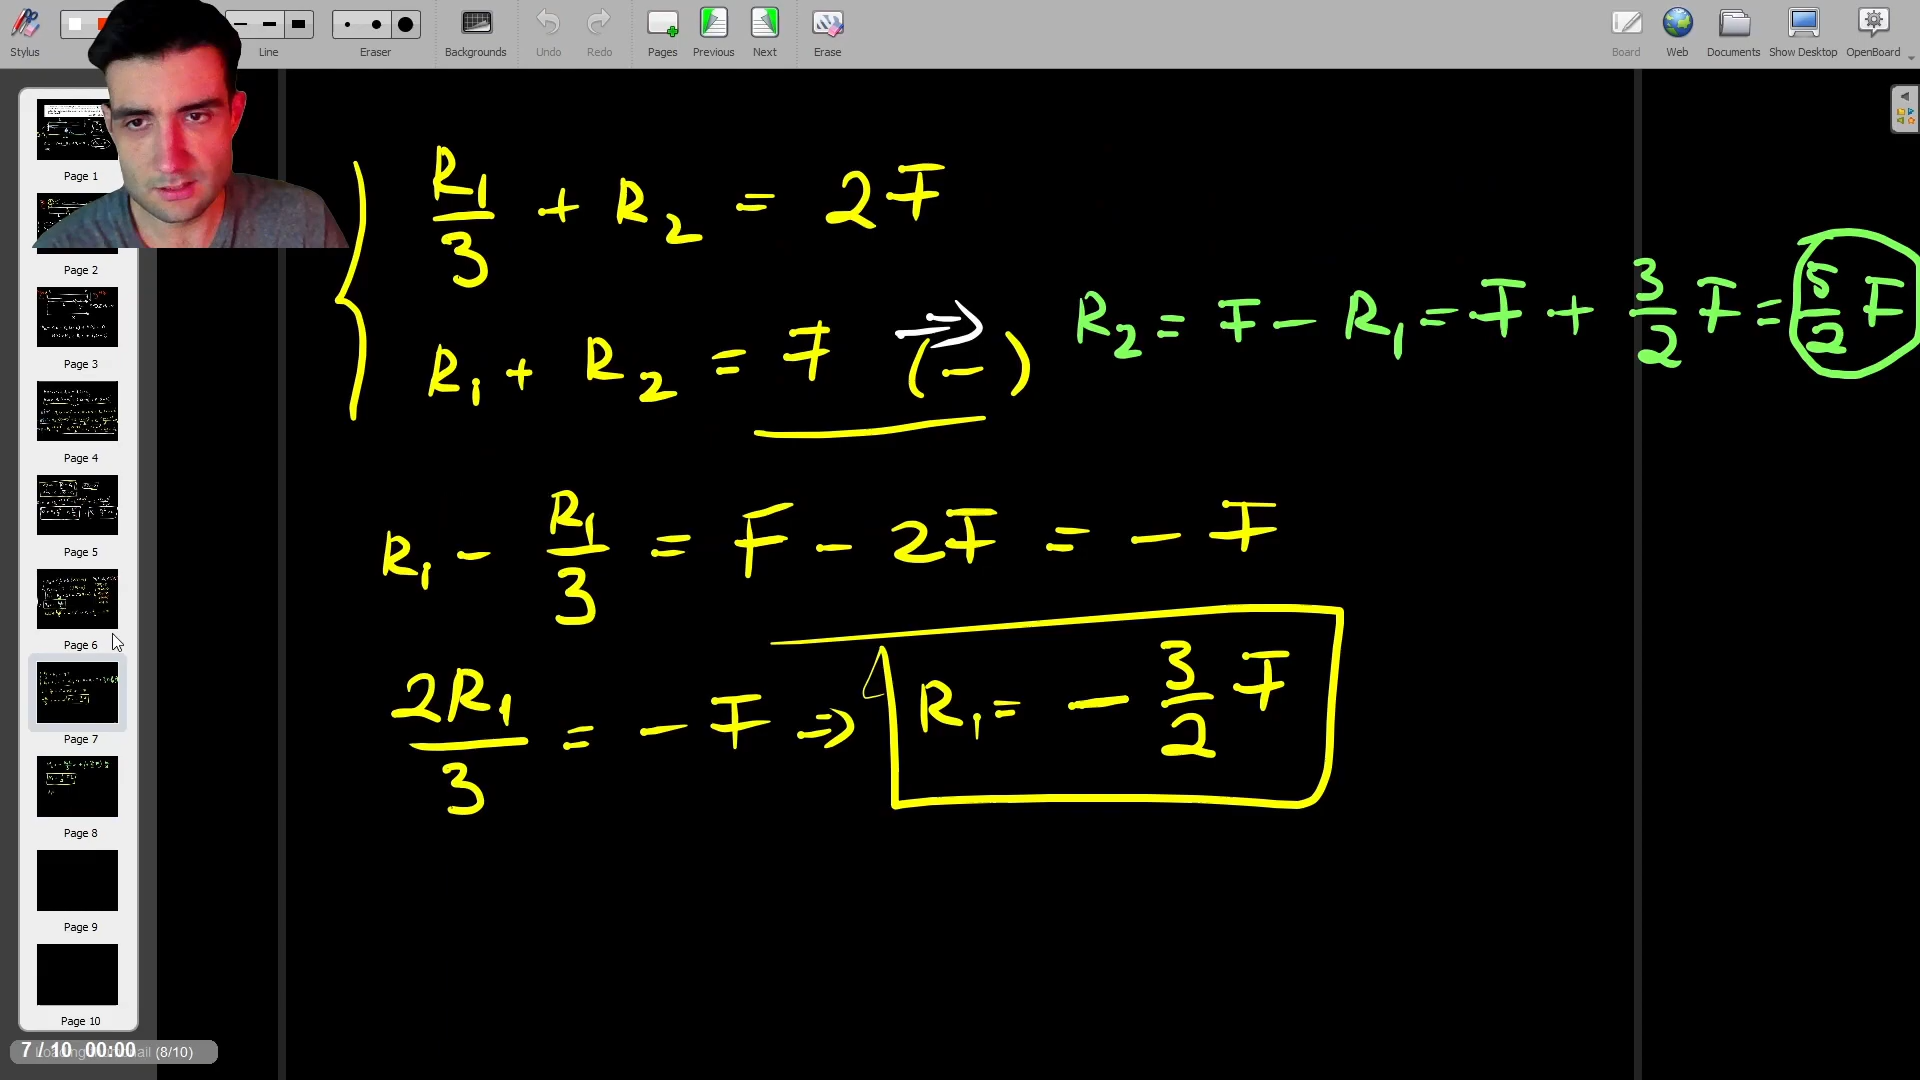 Stylus
Line
Eraser
Backgrounds
Undo
Redo
Pages
Previous
Next
Erase
Board
Web
Documents
Show Desktop
OpenBoard
Page 1
Page 2
Page 3
Page 4
Page 5
Page 6
Page 7
Page 8
Page 9
Page 10
7 / 10 00:00
(8/10)
R1/3 + R2 = 2F
R1 + R2 = F (-) ⇒
R2 = F - R1 = F + 3/2 F = 5/2 F
R1 - R1/3 = F - 2F = - F
2R1/3 = - F ⇒ R1 = - 3/2 F